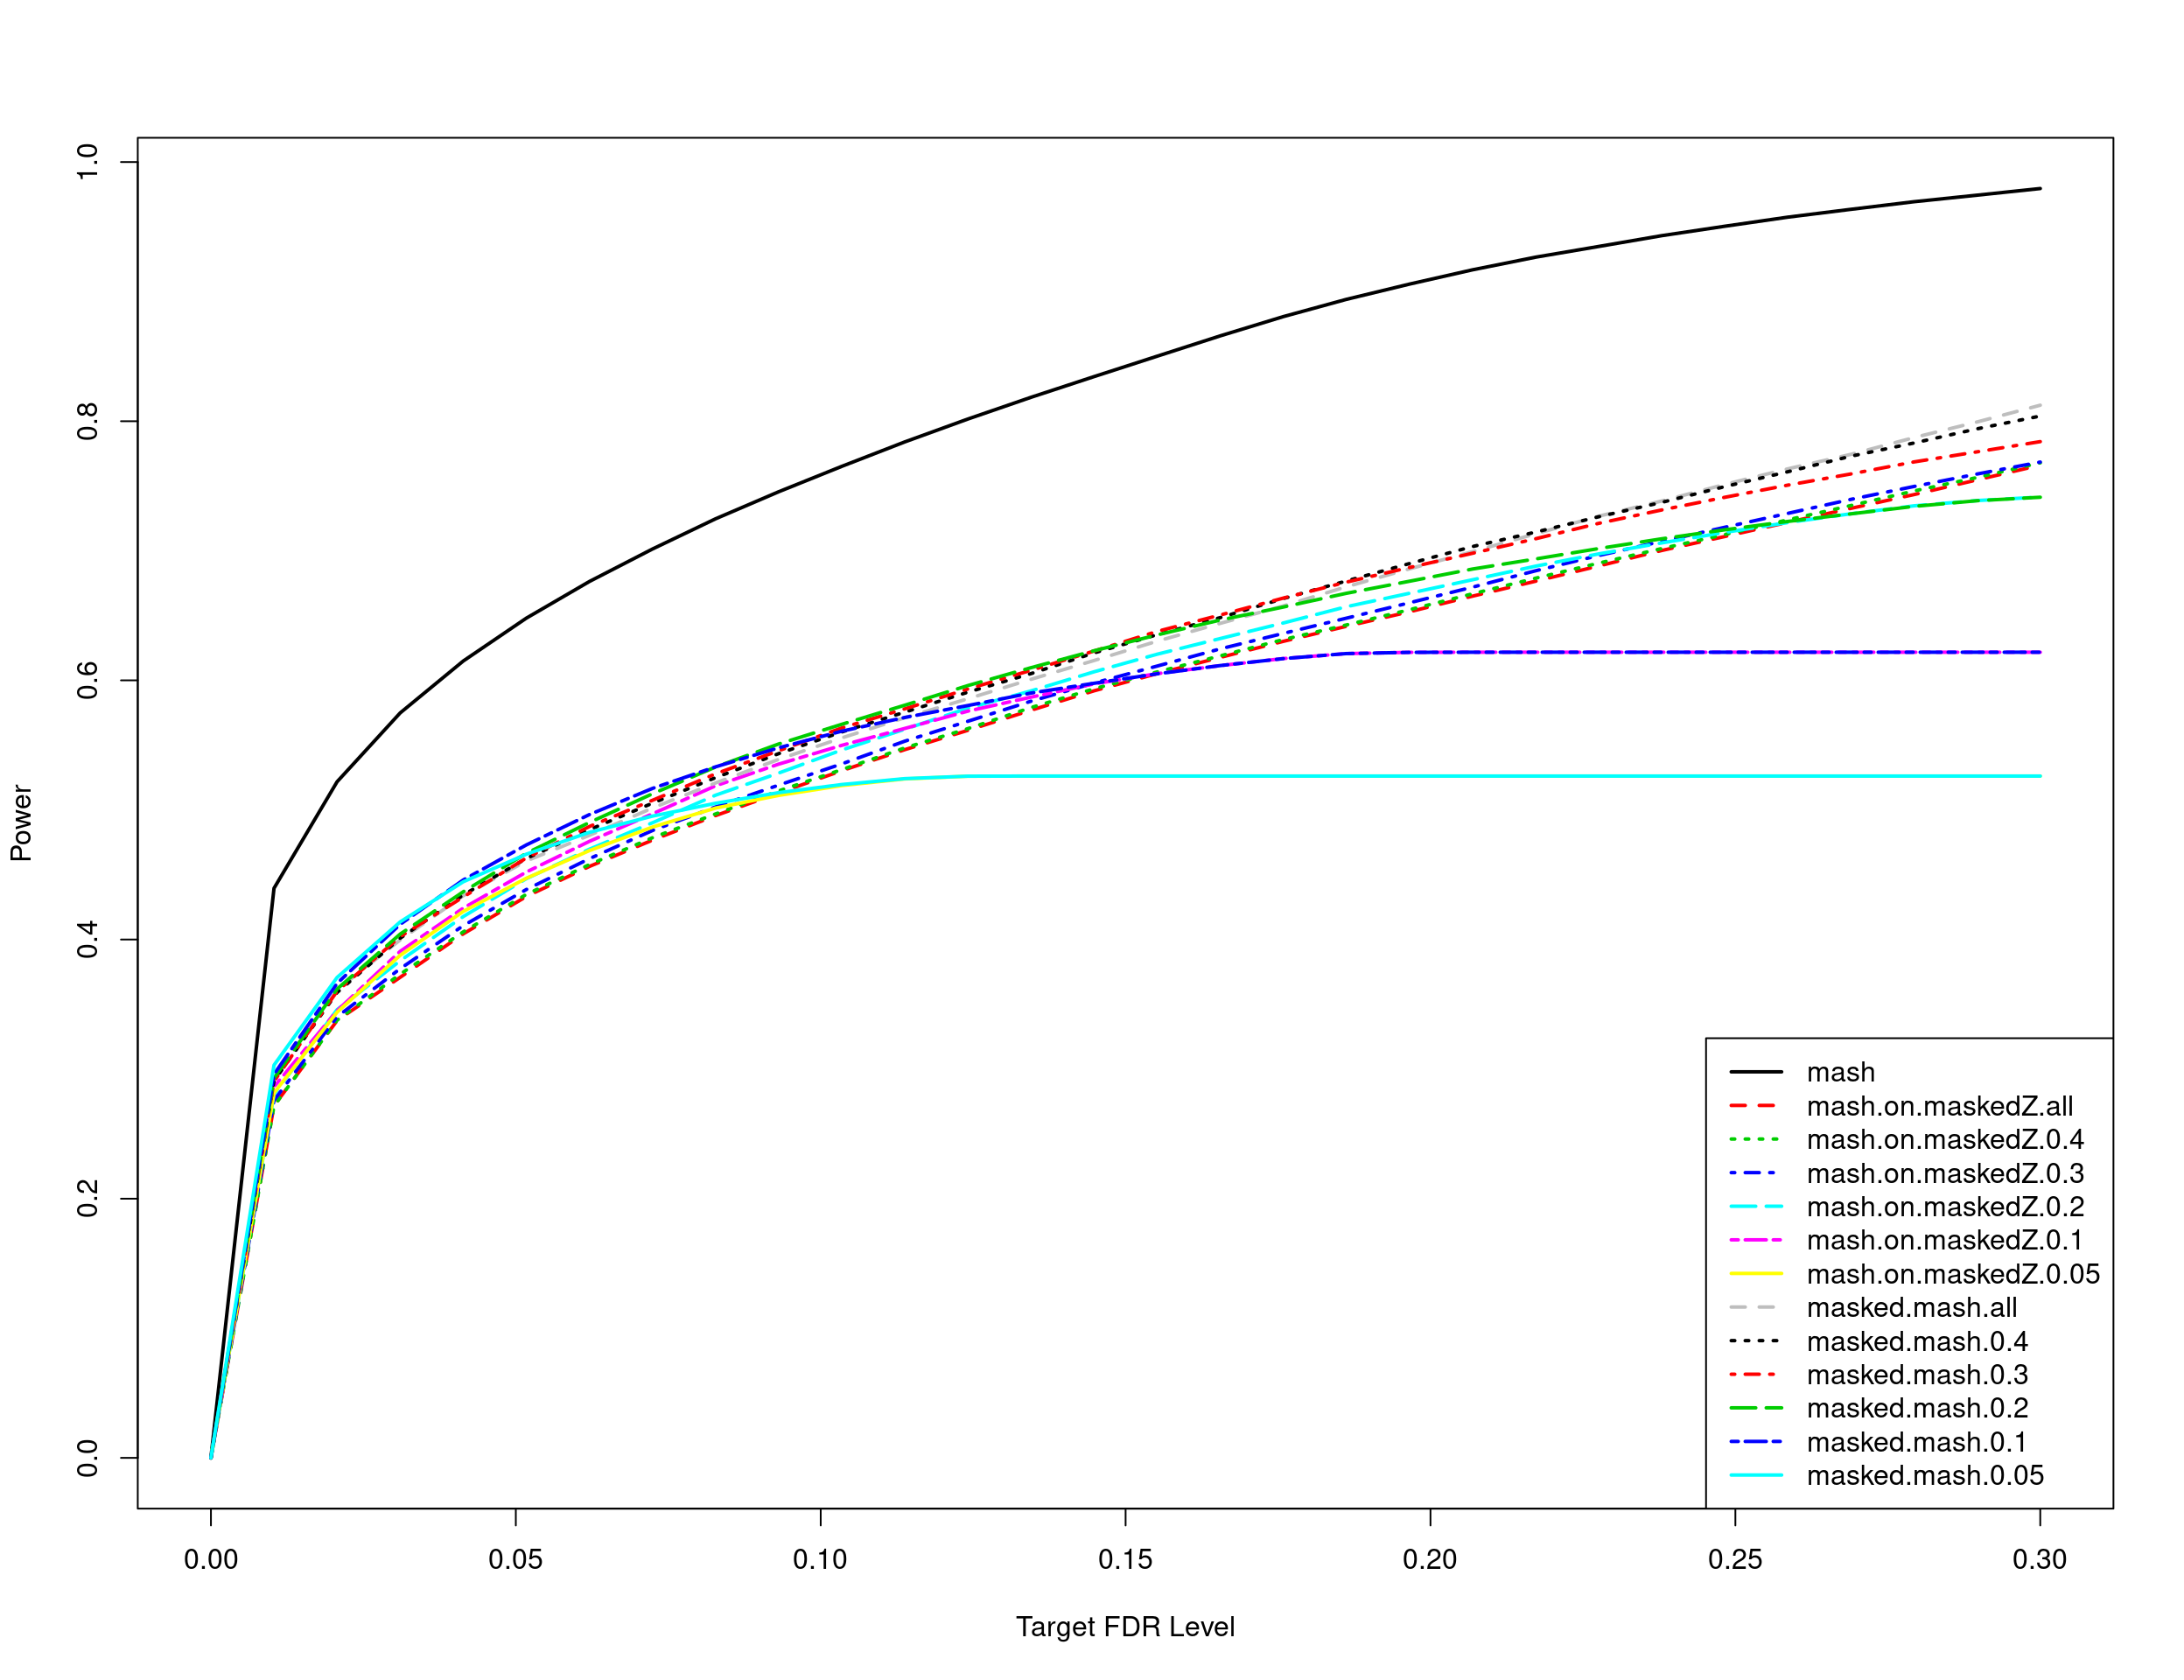 1.0
0.8
0.6
0.4
0.2
0.0
Power
0.00 0.05 0.10 0.15 0.20 0.25 0.30
Target FDR Level
mash
mash.on.maskedZ.all
mash.on.maskedZ.0.4
mash.on.maskedZ.0.3
mash.on.maskedZ.0.2
mash.on.maskedZ.0.1
mash.on.maskedZ.0.05
masked.mash.all
masked.mash.0.4
masked.mash.0.3
masked.mash.0.2
masked.mash.0.1
masked.mash.0.05